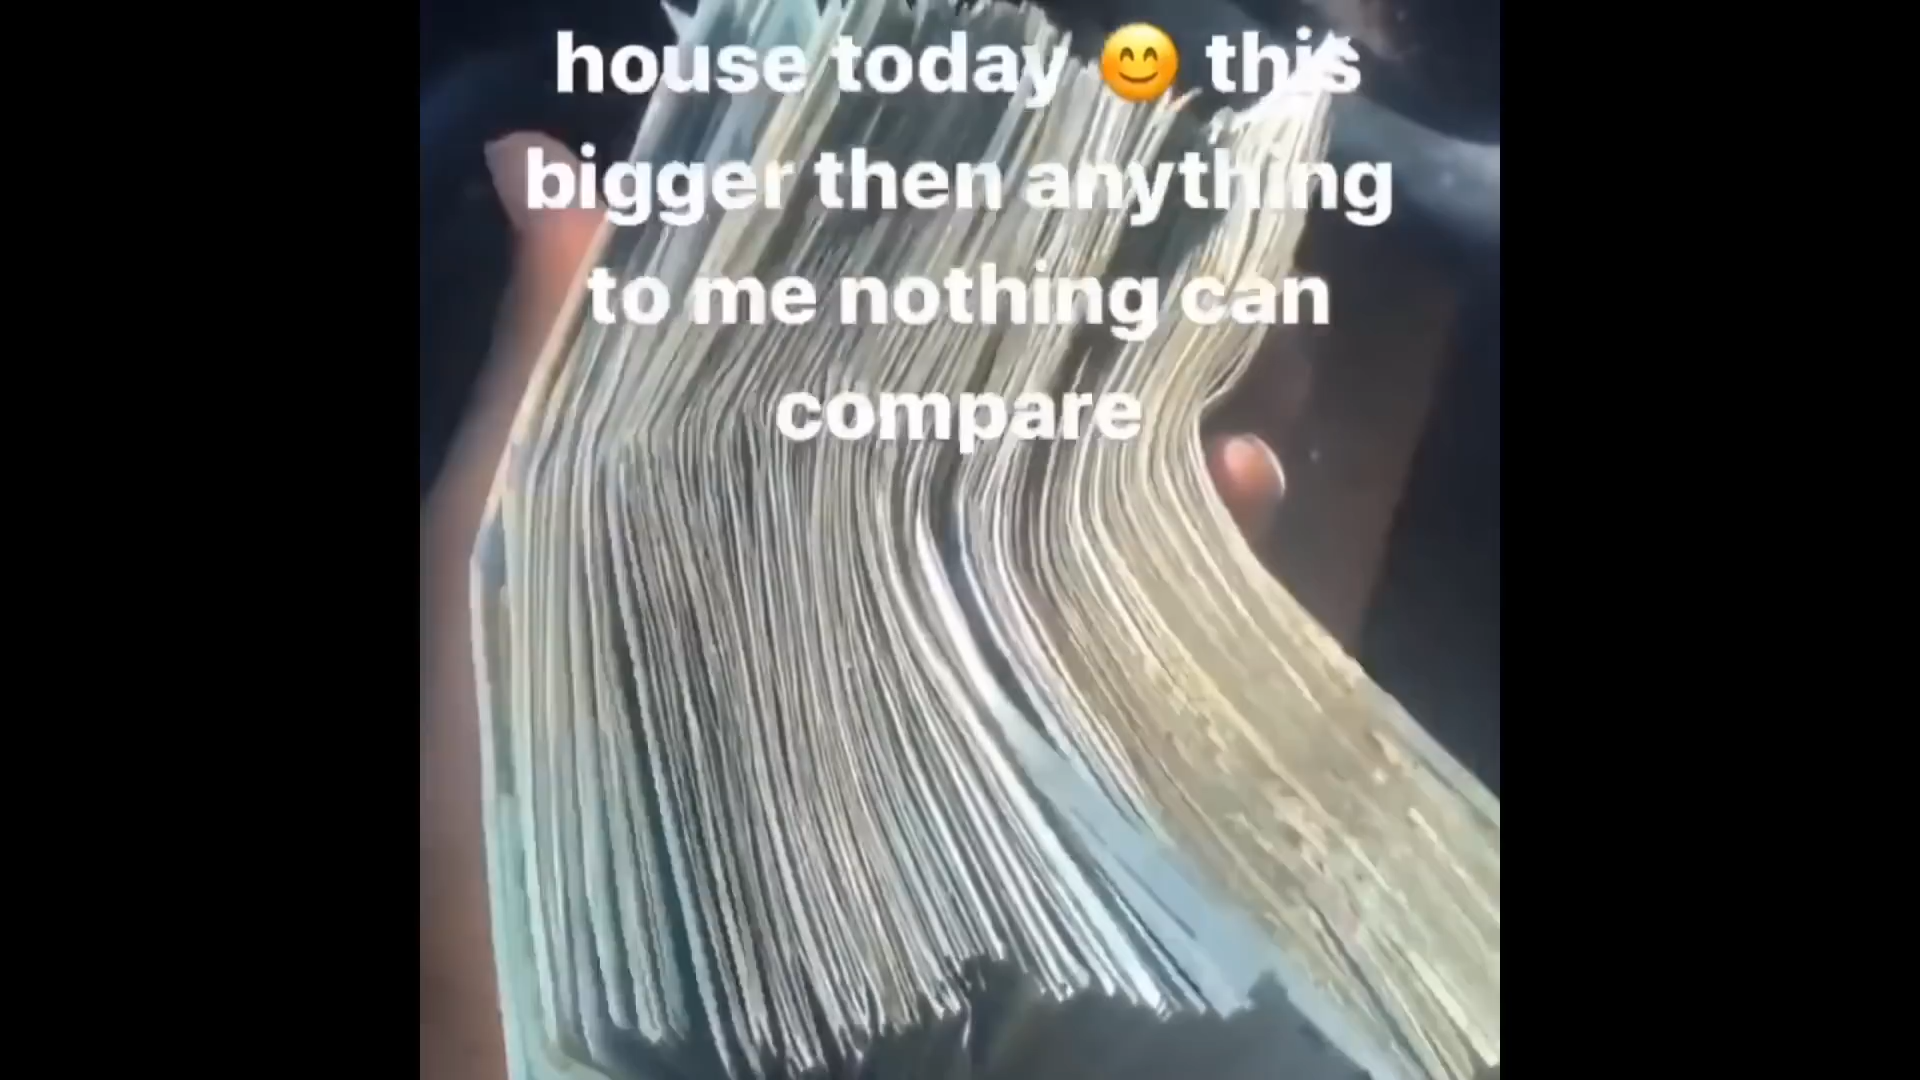 house today 😊 this
bigger then anything
to me nothing can
compare